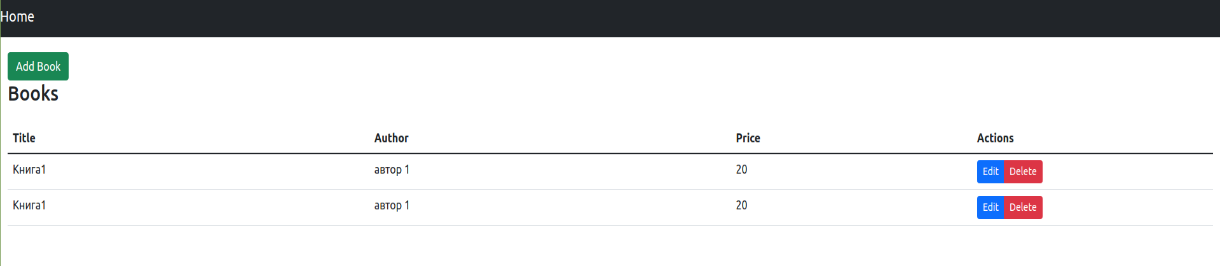 Home
Add Book
Books
Title Author Price Actions
Книга1 автор 1 20 Edit Delete
Книга1 автор 1 20 Edit Delete